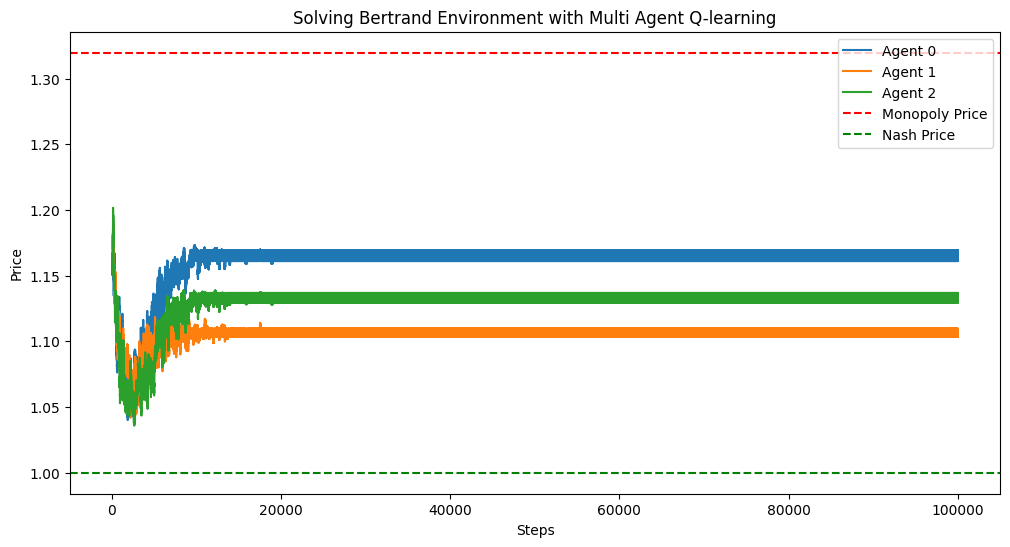 Solving Bertrand Environment with Multi Agent Q-learning
Agent 0
Agent 1
Agent 2
Monopoly Price
Nash Price
Price
1.30
1.25
1.20
1.15
1.10
1.05
1.00
0
20000
40000
60000
80000
100000
Steps